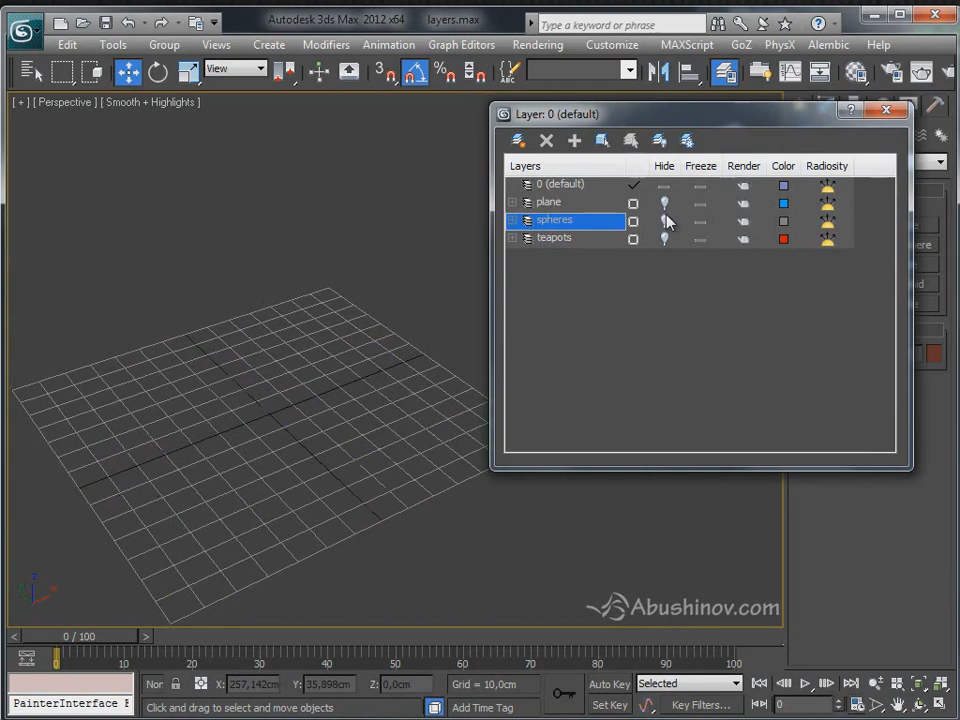 Autodesk 3ds Max 2012 x64 layers.max
Type a keyword or phrase
Edit Tools Group Views Create Modifiers Animation Graph Editors Rendering Customize MAXScript GoZ PhysX Alembic Help
View
3
ABC
[ + ] [ Perspective ] [ Smooth + Highlights ]
Layer: 0 (default)
Layers Hide Freeze Render Color Radiosity
0 (default)
plane
spheres
teapots
Abushinov.com
0 / 100
0 10 20 30 40 50 60 70 80 90 100
Nor X: 257,142cm Y: 35,898cm Z: 0,0cm Grid = 10,0cm Auto Key Selected
PainterInterface Click and drag to select and move objects Add Time Tag Set Key Key Filters... 0